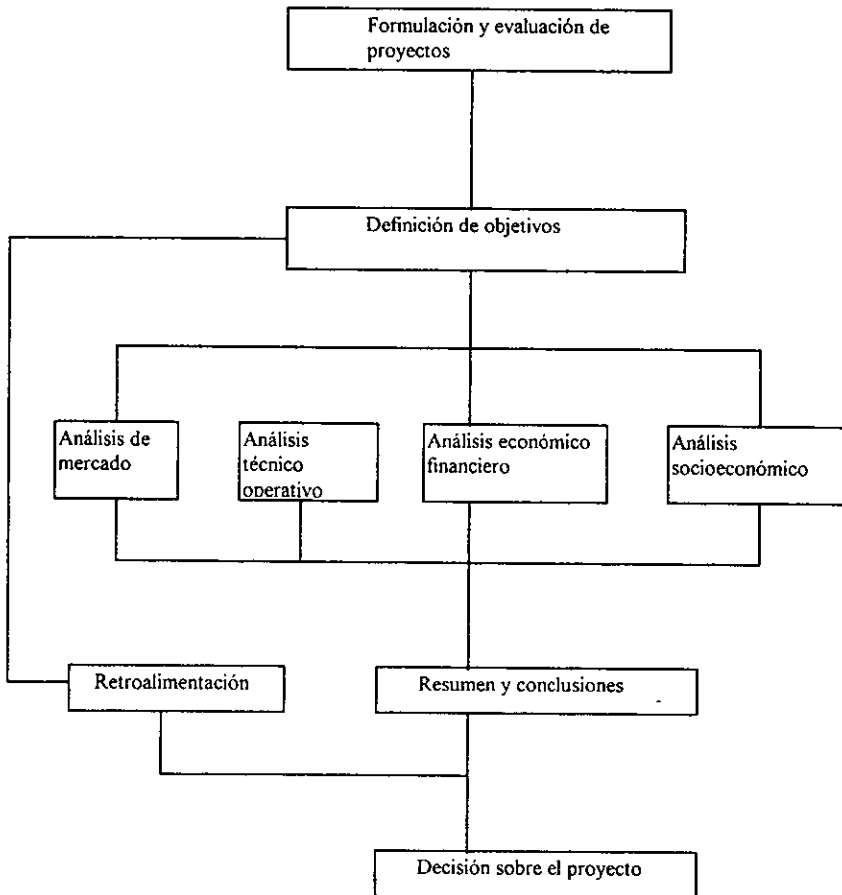 Formulación y evaluación de
proyectos
Definición de objetivos
Análisis de
mercado
Análisis
técnico
operativo
Análisis económico
financiero
Análisis
socioeconómico
Retroalimentación
Resumen y conclusiones
Decisión sobre el proyecto